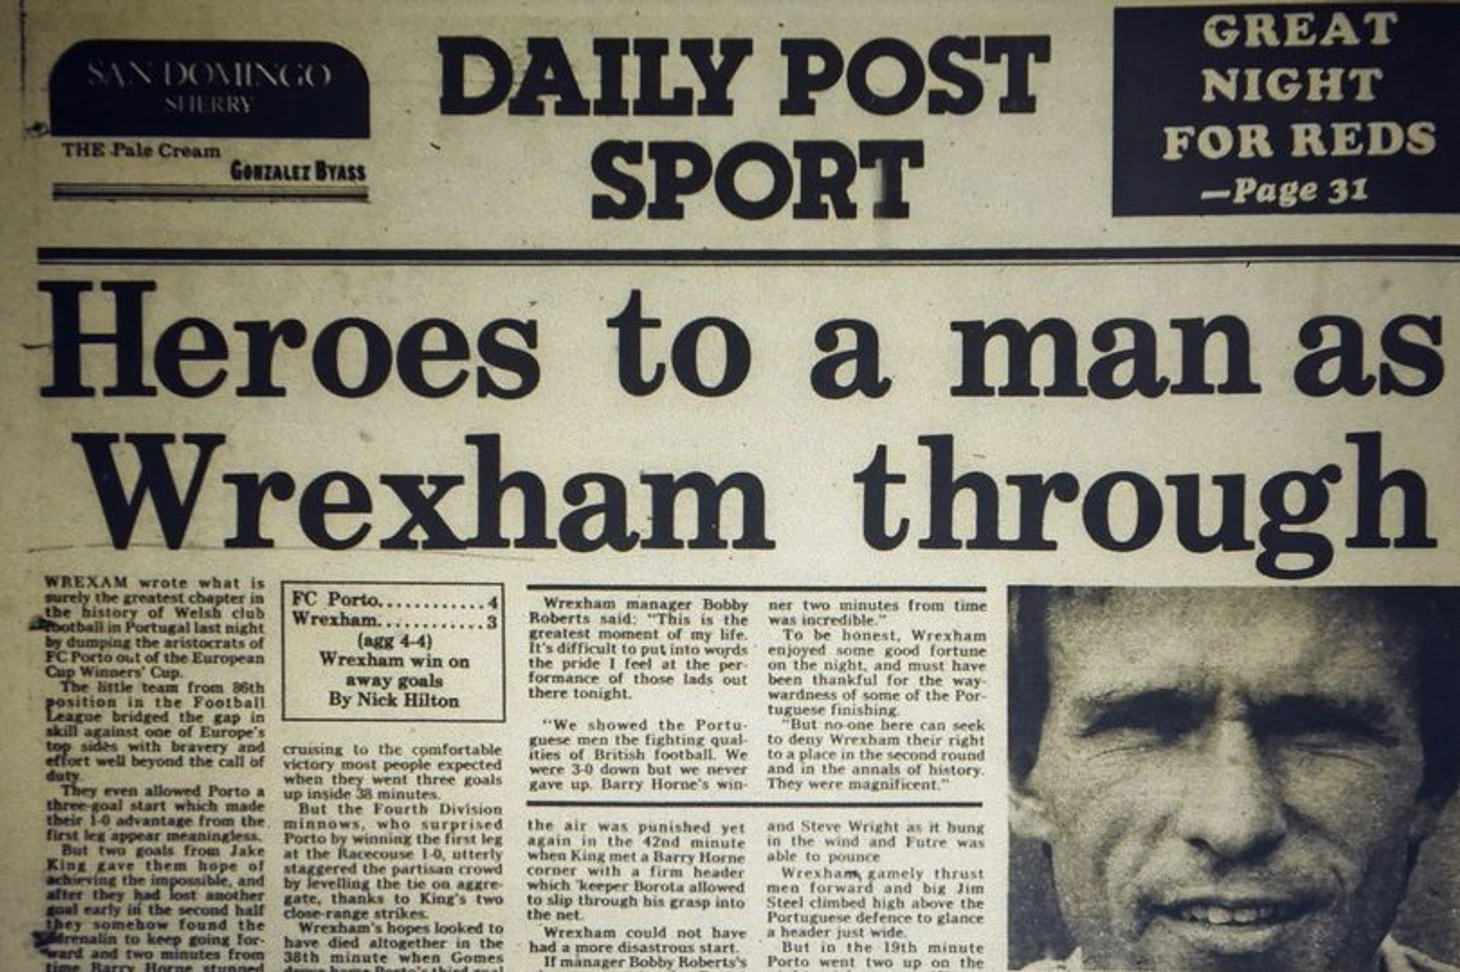 SAN DOMINGO
SHERRY
THE Pale Cream
GONZALEZ BYASS
DAILY POST
SPORT
GREAT
NIGHT
FOR REDS
—Page 31
Heroes to a man as
Wrexham through
WREXAM wrote what is
surely the greatest chapter in
the history of Welsh club
football in Portugal last night
by dumping the aristocrats of
FC Porto out of the European
Cup Winners' Cup.
The little team from 86th
position in the Football
League bridged the gap in
skill against one of Europe's
top sides with bravery and
effort well beyond the call of
duty.
They even allowed Porto a
three-goal start which made
their 1-0 advantage from the
first leg appear meaningless.
But two goals from Jake
King gave them hope of
achieving the impossible, and
after they had lost another
goal early in the second half
they somehow found the
adrenalin to keep going for-
ward and two minutes from
time Barry Horne stunned
FC Porto............4
Wrexham............3
(agg 4-4)
Wrexham win on
away goals
By Nick Hilton
cruising to the comfortable
victory most people expected
when they went three goals
up inside 38 minutes.
But the Fourth Division
minnows, who surprised
Porto by winning the first leg
at the Racecouse 1-0, utterly
staggered the partisan crowd
by levelling the tie on aggre-
gate, thanks to King's two
close-range strikes.
Wrexham's hopes looked to
have died altogether in the
38th minute when Gomes
drove home Porto's third goal
Wrexham manager Bobby
Roberts said: "This is the
greatest moment of my life.
It's difficult to put into words
the pride I feel at the per-
formance of those lads out
there tonight.
"We showed the Portu-
guese men the fighting qual-
ities of British football. We
were 3-0 down but we never
gave up. Barry Horne's win-
ner two minutes from time
was incredible."
To be honest, Wrexham
enjoyed some good fortune
on the night, and must have
been thankful for the way-
wardness of some of the Por-
tuguese finishing.
"But no-one here can seek
to deny Wrexham their right
to a place in the second round
and in the annals of history.
They were magnificent."
the air was punished yet
again in the 42nd minute
when King met a Barry Horne
corner with a firm header
which 'keeper Borota allowed
to slip through his grasp into
the net.
Wrexham could not have
had a more disastrous start.
If manager Bobby Roberts's
and Steve Wright as it hung
in the wind and Futre was
able to pounce
Wrexham gamely thrust
men forward and big Jim
Steel climbed high above the
Portuguese defence to glance
a header just wide.
But in the 19th minute
Porto went two up on the